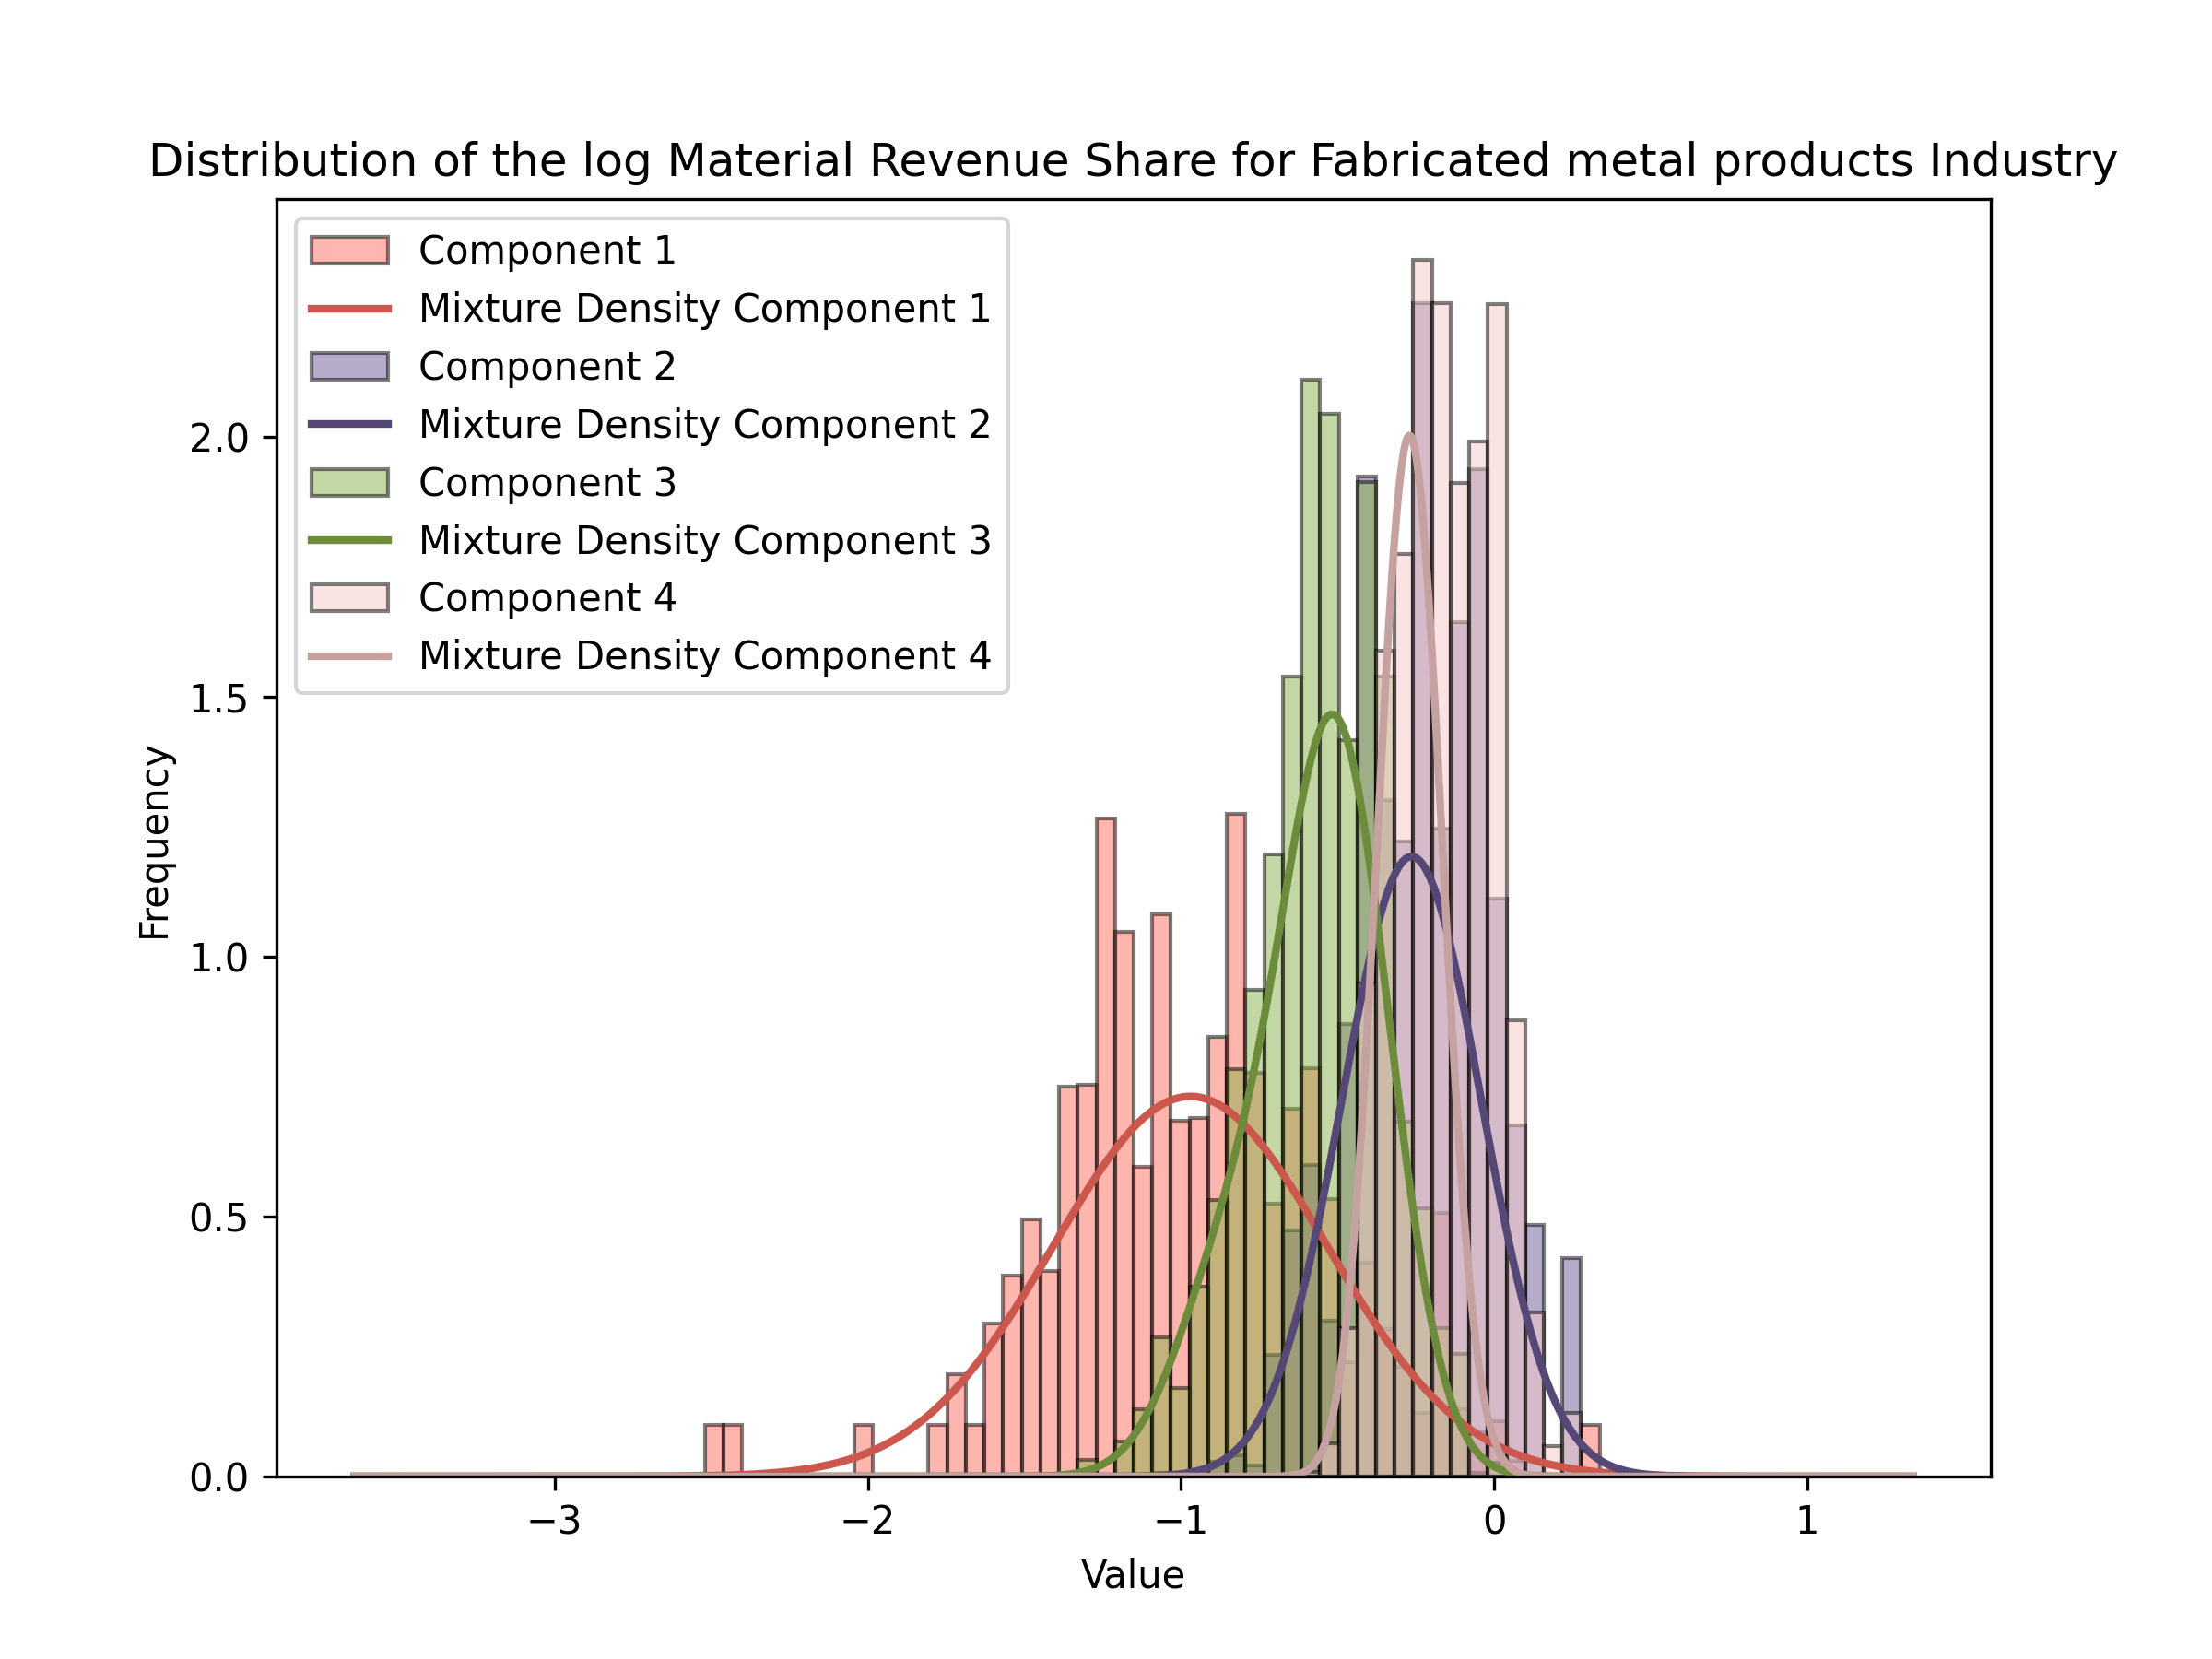 Distribution of the log Material Revenue Share for Fabricated metal products Industry
Component 1
Mixture Density Component 1
Component 2
Mixture Density Component 2
Component 3
Mixture Density Component 3
Component 4
Mixture Density Component 4
Frequency
2.0
1.5
1.0
0.5
0.0
−3 −2 −1 0 1
Value